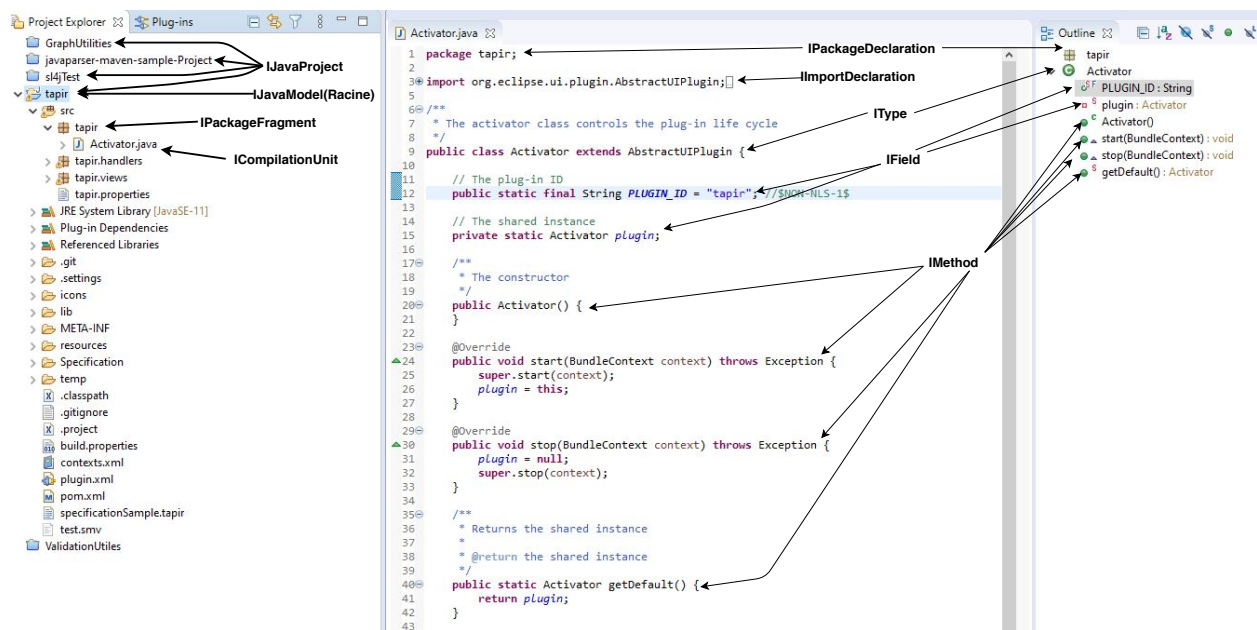 Project Explorer
Plug-ins
GraphUtilities
javaparser-maven-sample-Project
sl4jTest
tapir
src
tapir
Activator.java
tapir.handlers
tapir.views
tapir.properties
JRE System Library [JavaSE-11]
Plug-in Dependencies
Referenced Libraries
.git
.settings
icons
lib
META-INF
resources
Specification
temp
.classpath
.gitignore
.project
build.properties
contexts.xml
plugin.xml
pom.xml
specificationSample.tapir
test.smv
ValidationUtiles
IJavaProject
IJavaModel(Racine)
IPackageFragment
ICompilationUnit
Activator.java
1 package tapir;
2
3 import org.eclipse.ui.plugin.AbstractUIPlugin;
5
6 /**
7 * The activator class controls the plug-in life cycle
8 */
9 public class Activator extends AbstractUIPlugin {
10
11 // The plug-in ID
12 public static final String PLUGIN_ID = "tapir"; //$NON-NLS-1$
13
14 // The shared instance
15 private static Activator plugin;
16
17 /**
18 * The constructor
19 */
20 public Activator() {
21 }
22
23 @Override
24 public void start(BundleContext context) throws Exception {
25 super.start(context);
26 plugin = this;
27 }
28
29 @Override
30 public void stop(BundleContext context) throws Exception {
31 plugin = null;
32 super.stop(context);
33 }
34
35 /**
36 * Returns the shared instance
37 *
38 * @return the shared instance
39 */
40 public static Activator getDefault() {
41 return plugin;
42 }
43
IPackageDeclaration
IImportDeclaration
IType
IField
IMethod
Outline
tapir
Activator
PLUGIN_ID : String
plugin : Activator
Activator()
start(BundleContext) : void
stop(BundleContext) : void
getDefault() : Activator